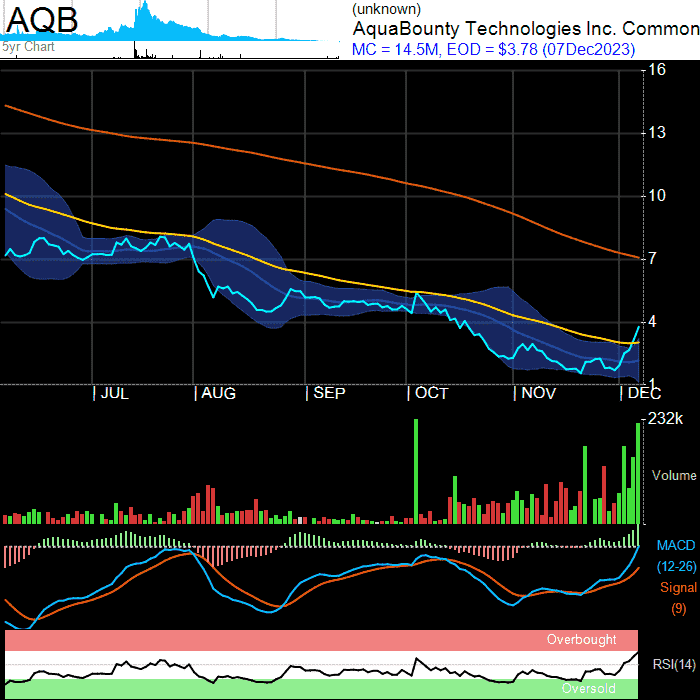 AQB
5yr Chart
(unknown)
AquaBounty Technologies Inc. Common
MC = 14.5M, EOD = $3.78 (07Dec2023)
16
13
10
7
4
1
JUL
AUG
SEP
OCT
NOV
DEC
232k
Volume
MACD
(12-26)
Signal
(9)
Overbought
RSI(14)
Oversold